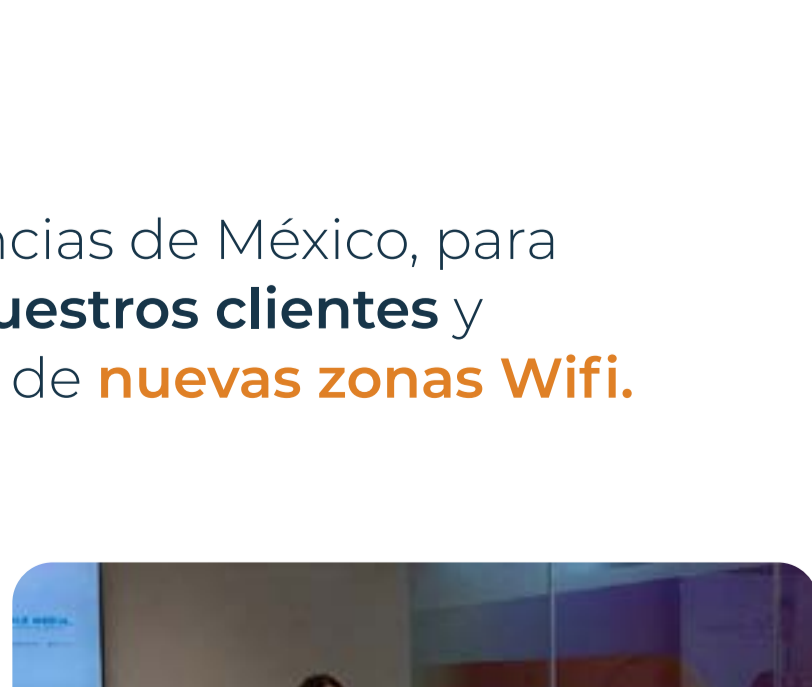 ncias de México, para
uestros clientes y
de nuevas zonas Wifi.